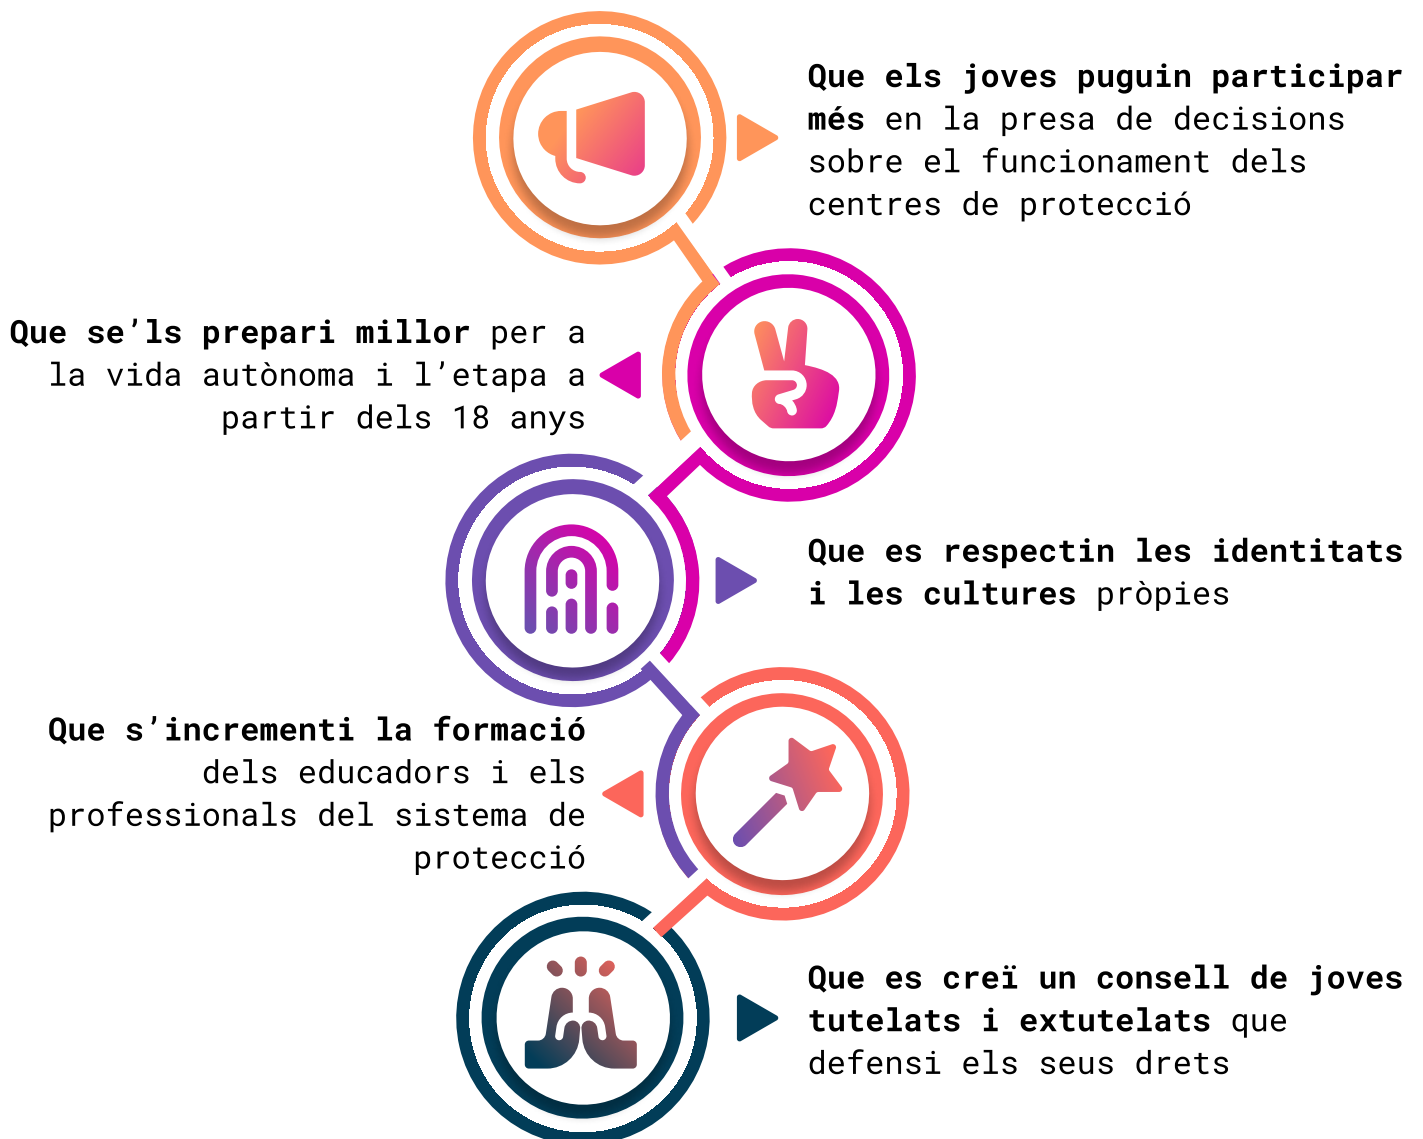 Que els joves puguin participar
més en la presa de decisions
sobre el funcionament dels
centres de protecció
Que se’ls prepari millor per a
la vida autònoma i l’etapa a
partir dels 18 anys
Que es respectin les identitats
i les cultures pròpies
Que s’incrementi la formació
dels educadors i els
professionals del sistema de
protecció
Que es creï un consell de joves
tutelats i extutelats que
defensi els seus drets